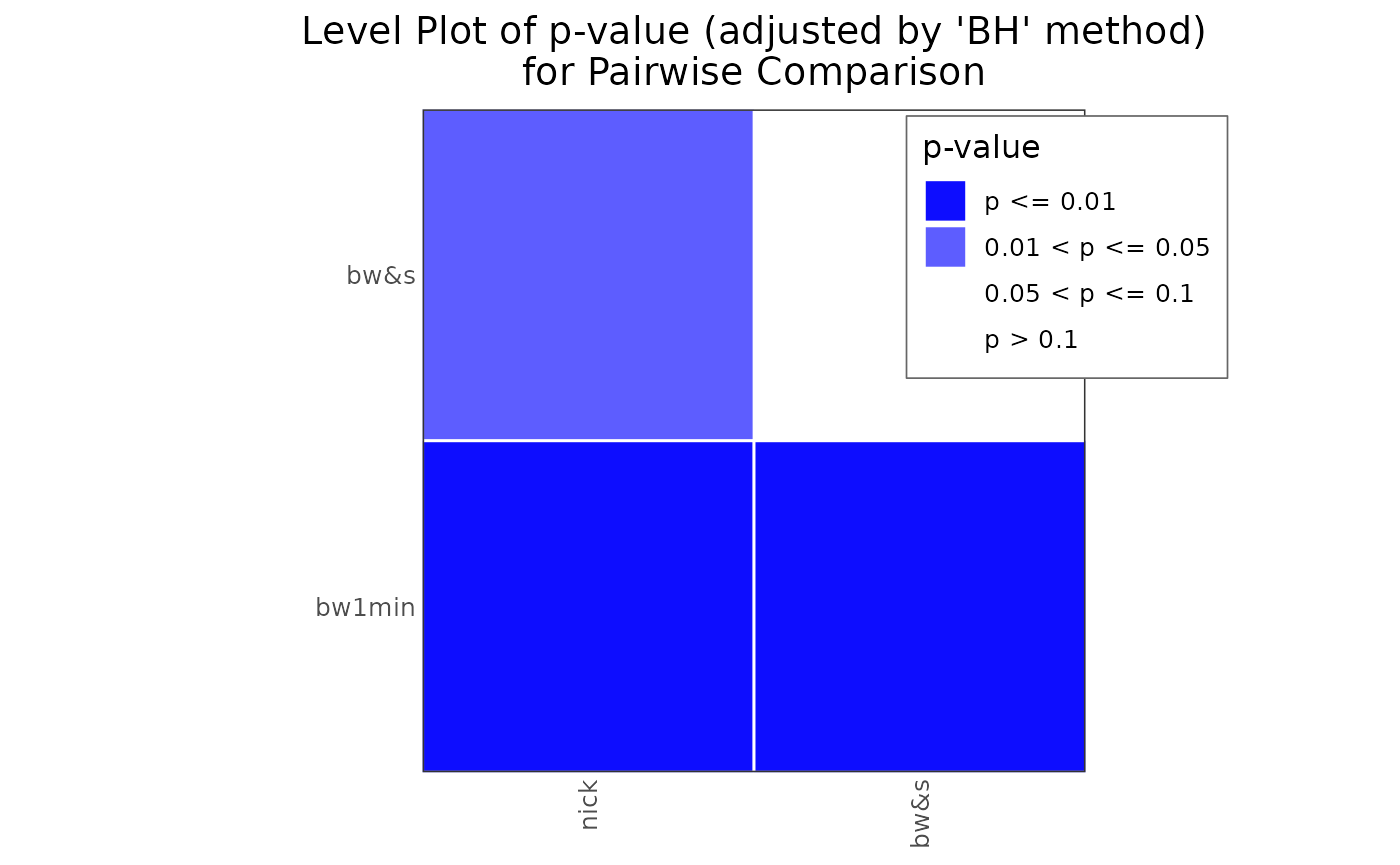 Level Plot of p-value (adjusted by 'BH' method)
for Pairwise Comparison
p-value
p <= 0.01
0.01 < p <= 0.05
0.05 < p <= 0.1
p > 0.1
bw&s
bw1min
nick
bw&s